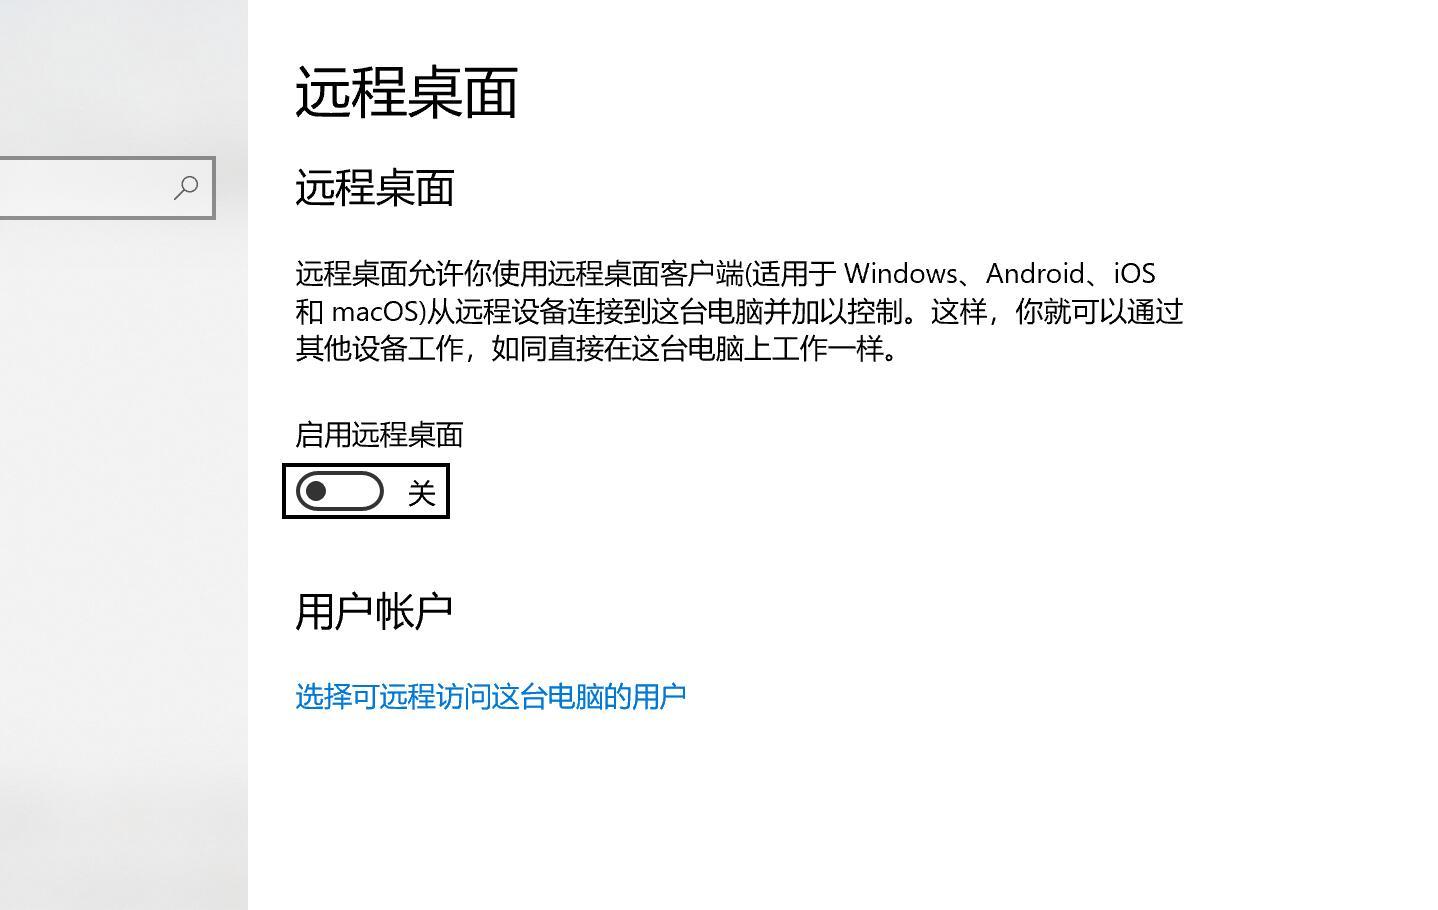 远程桌面
远程桌面
远程桌面允许你使用远程桌面客户端(适用于 Windows、Android、iOS
和 macOS)从远程设备连接到这台电脑并加以控制。这样，你就可以通过
其他设备工作，如同直接在这台电脑上工作一样。
启用远程桌面
关
用户帐户
选择可远程访问这台电脑的用户